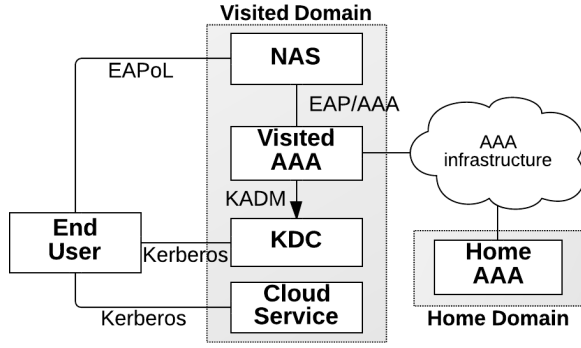 Visited Domain
NAS
EAPoL
EAP/AAA
Visited
AAA
AAA
infrastructure
KADM
End
User
KDC
Kerberos
Home
AAA
Cloud
Service
Kerberos
Home Domain